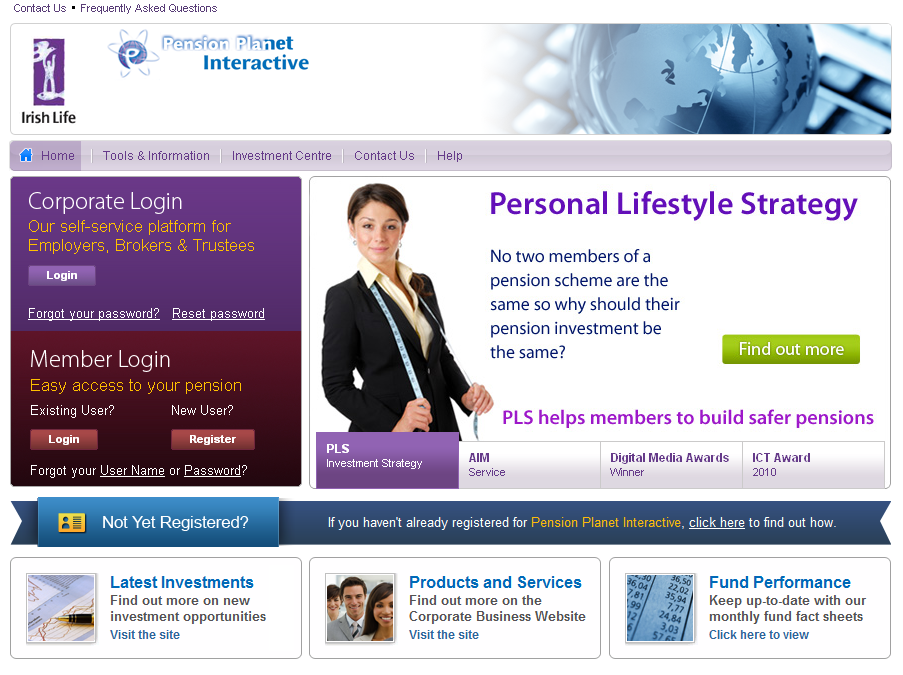 Contact Us • Frequently Asked Questions
Irish Life
Pension Planet
Interactive
Home
Tools & Information
Investment Centre
Contact Us
Help
Corporate Login
Our self-service platform for
Employers, Brokers & Trustees
Login
Forgot your password? Reset password
Member Login
Easy access to your pension
Existing User? New User?
Login Register
Forgot your User Name or Password?
Personal Lifestyle Strategy
No two members of a
pension scheme are the
same so why should their
pension investment be
the same?
Find out more
PLS helps members to build safer pensions
PLS
Investment Strategy
AIM
Service
Digital Media Awards
Winner
ICT Award
2010
Not Yet Registered?
If you haven't already registered for Pension Planet Interactive, click here to find out how.
Latest Investments
Find out more on new
investment opportunities
Visit the site
Products and Services
Find out more on the
Corporate Business Website
Visit the site
Fund Performance
Keep up-to-date with our
monthly fund fact sheets
Click here to view